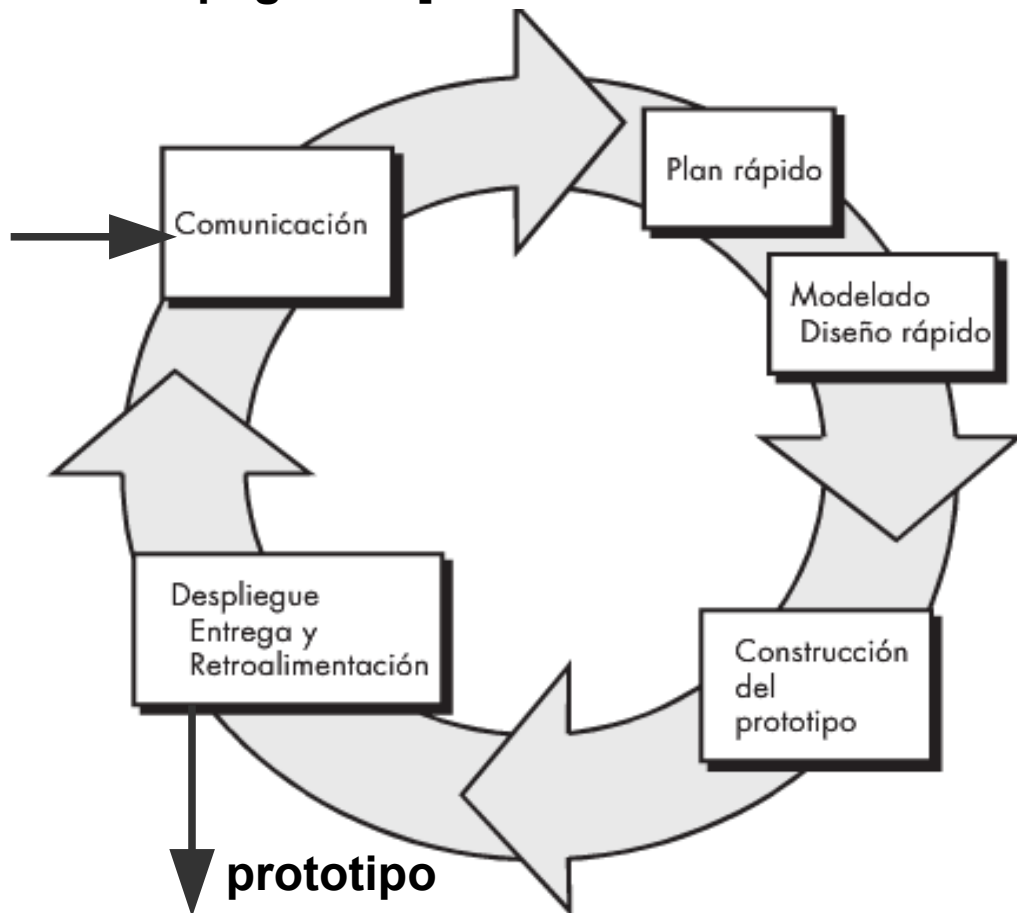 Comunicación
Plan rápido
Modelado
Diseño rápido
Construcción
del
prototipo
Despliegue
Entrega y
Retroalimentación
prototipo